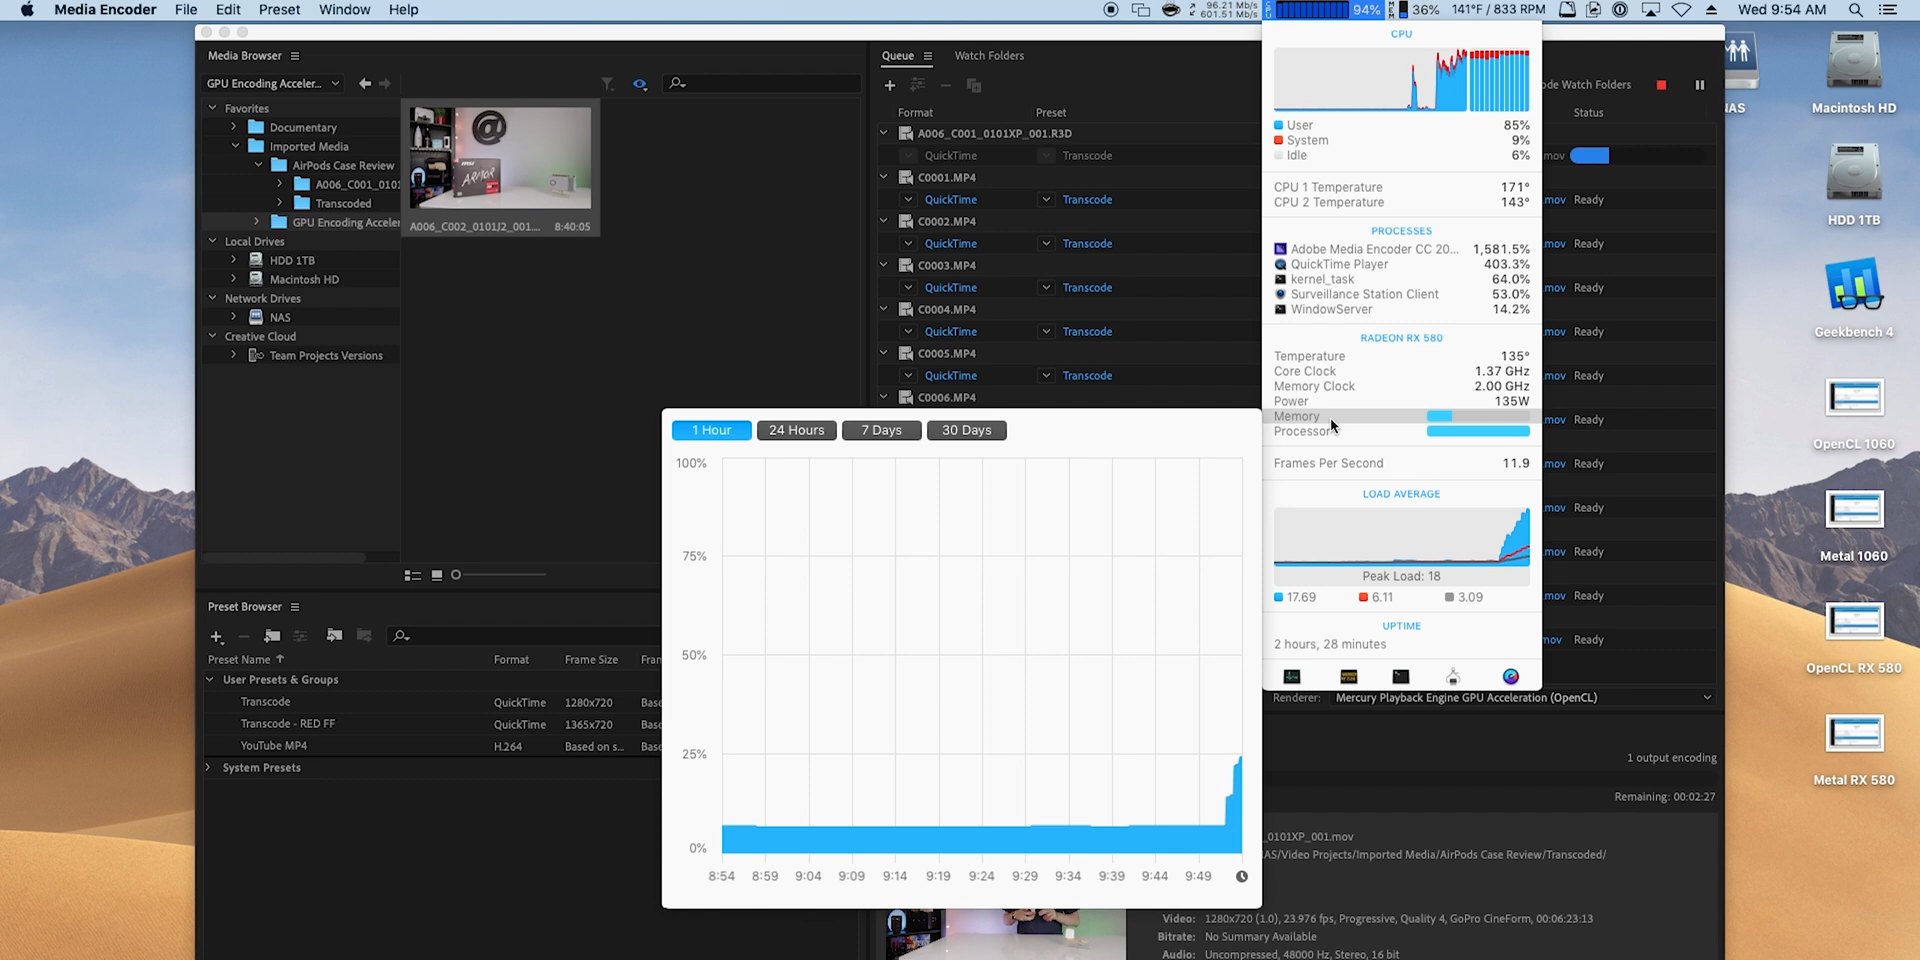 Media Encoder File Edit Preset Window Help
96.21 Mb/s
601.51 Mb/s
94% 36% 141°F / 833 RPM Wed 9:54 AM
Media Browser
GPU Encoding Acceler...
Favorites
Documentary
Imported Media
AirPods Case Review
A006_C001_0101
Transcoded
GPU Encoding Acceler
Local Drives
HDD 1TB
Macintosh HD
Network Drives
NAS
Creative Cloud
Team Projects Versions
ARMOR
A006_C002_0101J2_001... 8:40:05
Preset Browser
Preset Name Format Frame Size Fran
User Presets & Groups
Transcode QuickTime 1280x720 Base
Transcode - RED FF QuickTime 1365x720 Base
YouTube MP4 H.264 Based on s... Base
System Presets
Queue Watch Folders
ode Watch Folders
Format Preset Status
A006_C001_0101XP_001.R3D
QuickTime Transcode mov
C0001.MP4
QuickTime Transcode .mov Ready
C0002.MP4
QuickTime Transcode .mov Ready
C0003.MP4
QuickTime Transcode .mov Ready
C0004.MP4
QuickTime Transcode .mov Ready
C0005.MP4
QuickTime Transcode .mov Ready
C0006.MP4
.mov Ready
.mov Ready
.mov Ready
.mov Ready
.mov Ready
mov Ready
CPU
User 85%
System 9%
Idle 6%
CPU 1 Temperature 171°
CPU 2 Temperature 143°
PROCESSES
Adobe Media Encoder CC 20... 1,581.5%
QuickTime Player 403.3%
kernel_task 64.0%
Surveillance Station Client 53.0%
WindowServer 14.2%
RADEON RX 580
Temperature 135°
Core Clock 1.37 GHz
Memory Clock 2.00 GHz
Power 135W
Memory
Processor
Frames Per Second 11.9
LOAD AVERAGE
Peak Load: 18
17.69 6.11 3.09
UPTIME
2 hours, 28 minutes
1 Hour 24 Hours 7 Days 30 Days
100%
75%
50%
25%
0%
8:54 8:59 9:04 9:09 9:14 9:19 9:24 9:29 9:34 9:39 9:44 9:49
Renderer: Mercury Playback Engine GPU Acceleration (OpenCL)
1 output encoding
Remaining: 00:02:27
_0101XP_001.mov
AS/Video Projects/Imported Media/AirPods Case Review/Transcoded/
Video: 1280x720 (1.0), 23.976 fps, Progressive, Quality 4, GoPro CineForm, 00:06:23:13
Bitrate: No Summary Available
Audio: Uncompressed, 48000 Hz, Stereo, 16 bit
AS
Macintosh HD
HDD 1TB
Geekbench 4
OpenCL 1060
Metal 1060
OpenCL RX 580
Metal RX 580